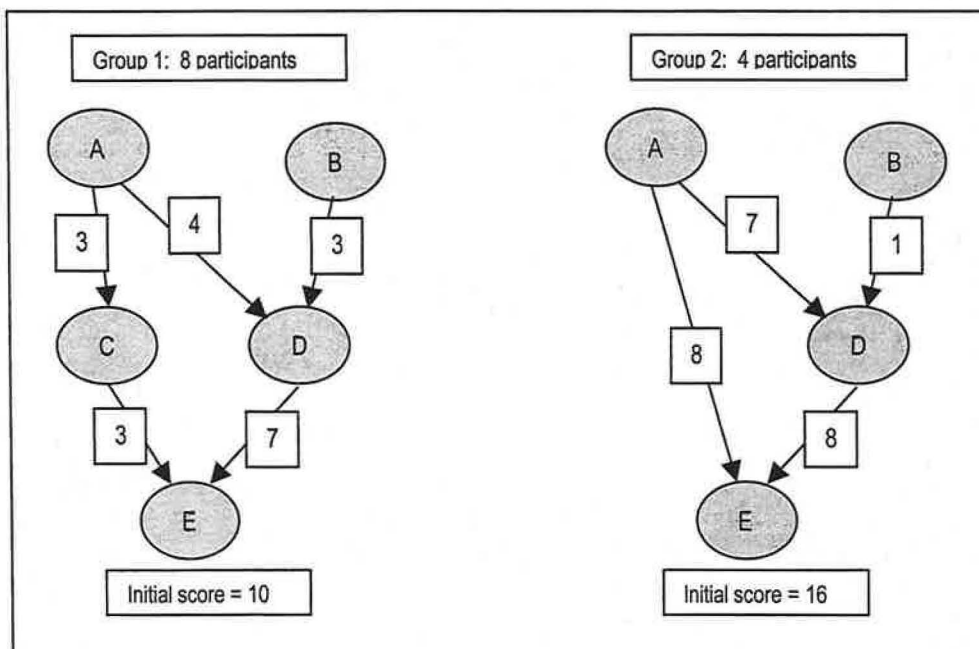 Group 1: 8 participants
Group 2: 4 participants
A
B
A
B
3
4
3
7
1
C
D
8
D
3
7
8
E
E
Initial score = 10
Initial score = 16